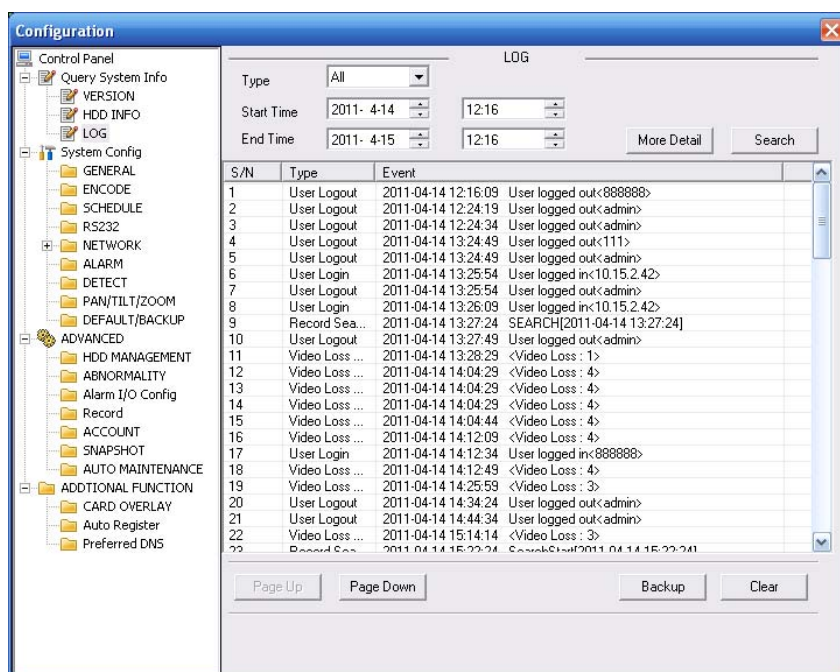 Configuration
Control Panel
Query System Info
VERSION
HDD INFO
LOG
System Config
GENERAL
ENCODE
SCHEDULE
RS232
NETWORK
ALARM
DETECT
PAN/TILT/ZOOM
DEFAULT/BACKUP
ADVANCED
HDD MANAGEMENT
ABNORMALITY
Alarm I/O Config
Record
ACCOUNT
SNAPSHOT
AUTO MAINTENANCE
ADDTIONAL FUNCTION
CARD OVERLAY
Auto Register
Preferred DNS
LOG
Type All
Start Time 2011- 4-14 12:16
End Time 2011- 4-15 12:16 More Detail Search
S/N Type Event
1 User Logout 2011-04-14 12:16:09 User logged out<888888>
2 User Logout 2011-04-14 12:24:19 User logged out<admin>
3 User Logout 2011-04-14 12:24:34 User logged out<admin>
4 User Logout 2011-04-14 13:24:49 User logged out<111>
5 User Logout 2011-04-14 13:24:49 User logged out<admin>
6 User Login 2011-04-14 13:25:54 User logged in<10.15.2.42>
7 User Logout 2011-04-14 13:25:54 User logged out<admin>
8 User Login 2011-04-14 13:26:09 User logged in<10.15.2.42>
9 Record Sea... 2011-04-14 13:27:24 SEARCH[2011-04-14 13:27:24]
10 User Logout 2011-04-14 13:27:49 User logged out<admin>
11 Video Loss ... 2011-04-14 13:28:29 <Video Loss : 1>
12 Video Loss ... 2011-04-14 14:04:29 <Video Loss : 4>
13 Video Loss ... 2011-04-14 14:04:29 <Video Loss : 4>
14 Video Loss ... 2011-04-14 14:04:29 <Video Loss : 4>
15 Video Loss ... 2011-04-14 14:04:44 <Video Loss : 4>
16 Video Loss ... 2011-04-14 14:12:09 <Video Loss : 4>
17 User Login 2011-04-14 14:12:34 User logged in<888888>
18 Video Loss ... 2011-04-14 14:12:49 <Video Loss : 4>
19 Video Loss ... 2011-04-14 14:25:59 <Video Loss : 3>
20 User Logout 2011-04-14 14:34:24 User logged out<admin>
21 User Logout 2011-04-14 14:44:34 User logged out<admin>
22 Video Loss ... 2011-04-14 15:14:14 <Video Loss : 3>
23 Record Sea... 2011-04-14 15:22:24 SearchStart[2011-04-14 15:22:24]
Page Up Page Down Backup Clear